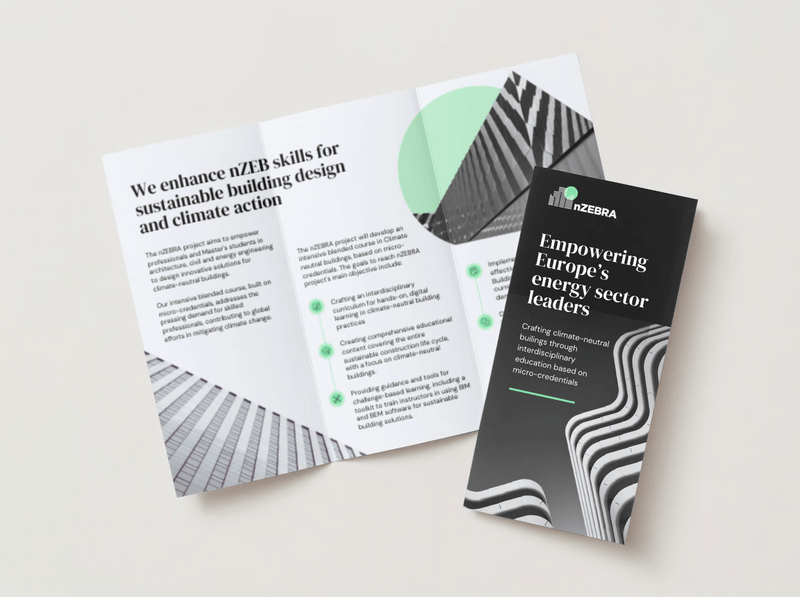 We enhance nZEB skills for
sustainable building design
and climate action
The nZEBRA project aims to empower
professionals and Master's students in
architecture, civil and energy engineering
to design innovative solutions for
climate-neutral buildings.
Our intensive blended course, built on
micro-credentials, addresses the
pressing demand for skilled
professionals, contributing to global
efforts in mitigating climate change.
The nZEBRA project will develop an
intensive blended course in Climate
neutral buildings, based on micro-
credentials. The goals to reach nZEBRA
project's main objective include:
Crafting an interdisciplinary
curriculum for hands-on, digital
learning in climate-neutral building
practices
Creating comprehensive educational
content covering the entire
sustainable construction life cycle,
with a focus on climate-neutral
buildings.
Providing guidance and tools for
challenge-based learning, including a
toolkit to train instructors in using BIM
and BEM software for sustainable
building solutions.
Impleme
effecti
nZEBRA
Empowering
Europe's
energy sector
leaders
Crafting climate-neutral
builings through
interdisciplinary
education based on
micro-credentials